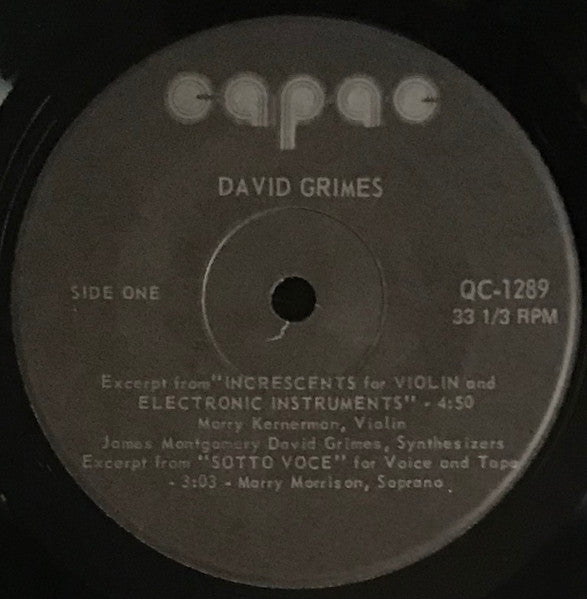 capac
DAVID GRIMES
SIDE ONE
QC-1289
33 1/3 RPM
Excerpt from "INCRESCENTS for VIOLIN and
ELECTRONIC INSTRUMENTS" - 4:50
Marry Kernerman, Violin
James Montgomery David Grimes, Synthesizers
Excerpt from "SOTTO VOCE" for Voice and Tape
- 3:03 - Marry Morrison, Soprano